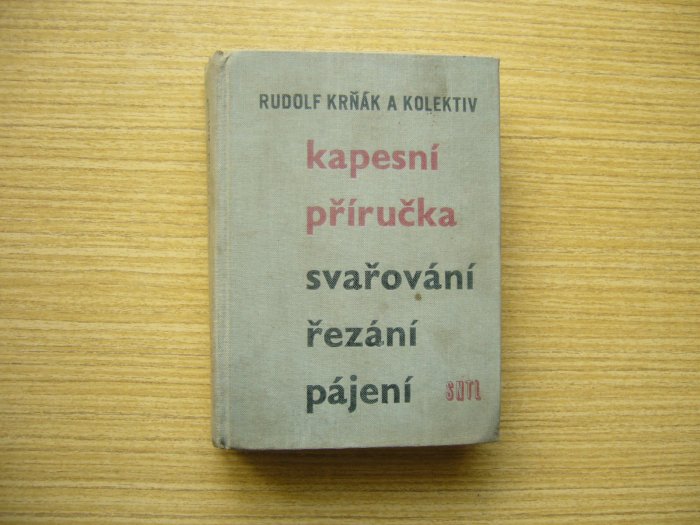 RUDOLF KRŇÁK A KOLEKTIV
kapesní
příručka
svařování
řezání
pájení
SNTL